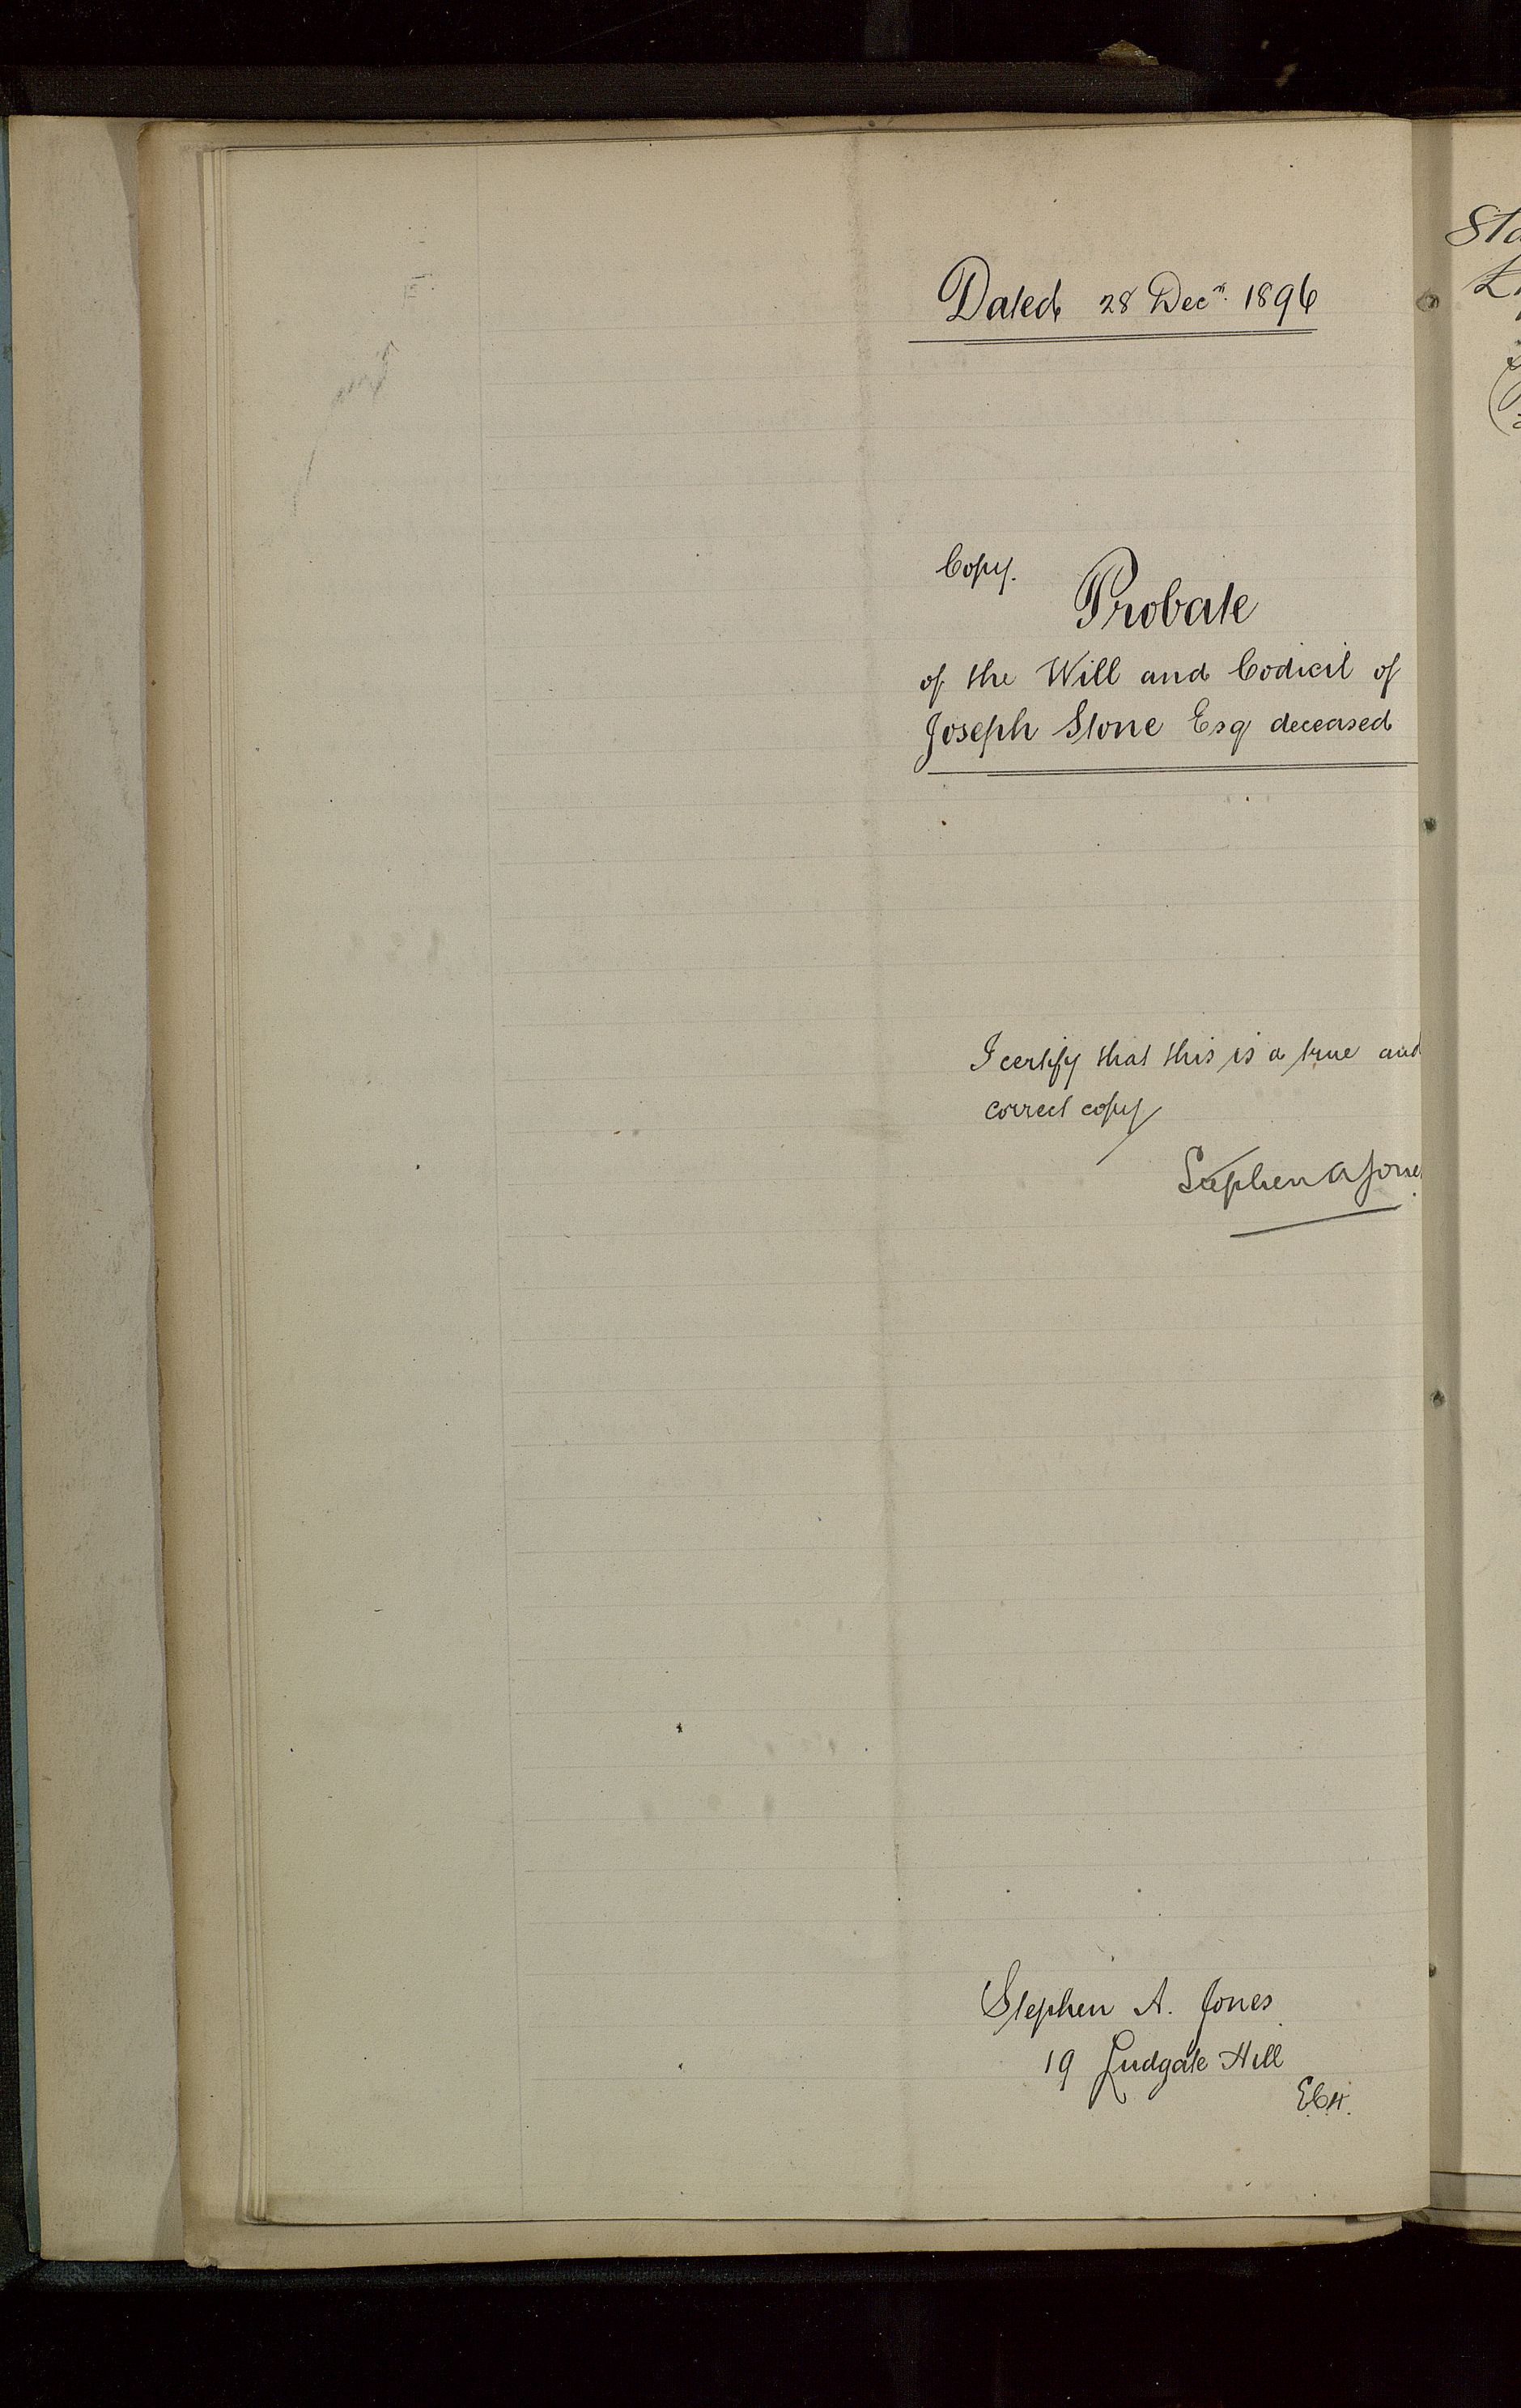 Dated 28 Decr. 1896
Copy.
Probate
of the Will and Codicil of
Joseph Stone Esq deceased
I certify that this is a true and
correct copy
Stephen A Jones
Stephen A. Jones
19 Ludgate Hill